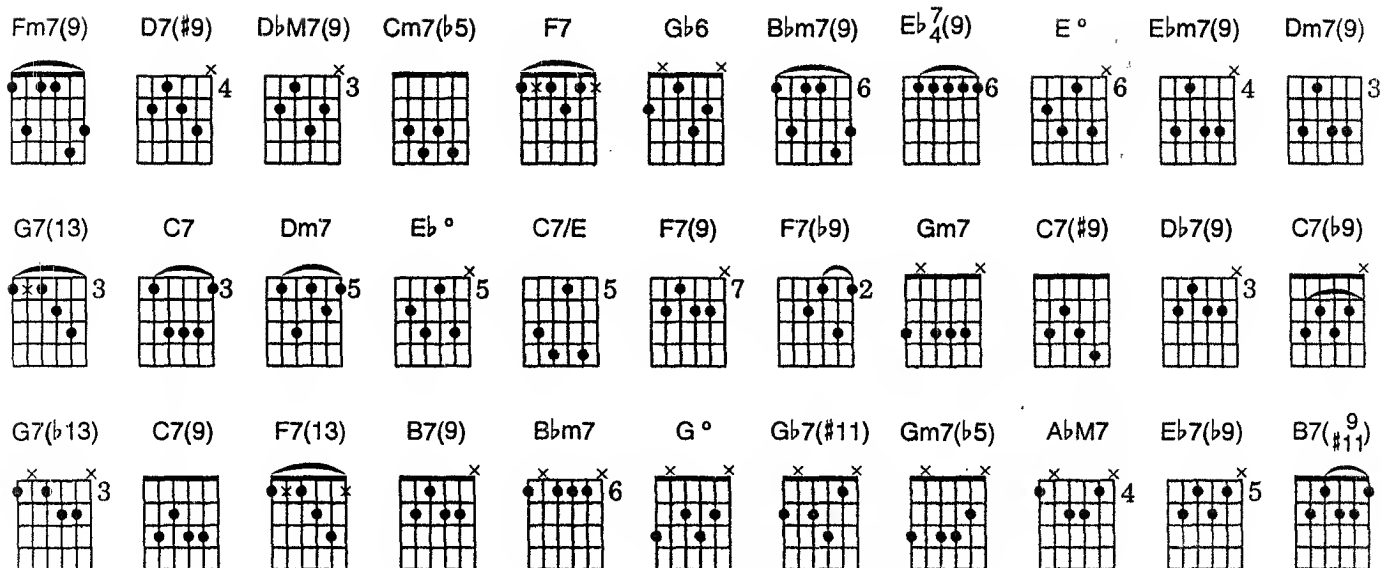 Fm7(9) D7(#9) D♭M7(9) Cm7(♭5) F7 G♭6 B♭m7(9) E♭7/4(9) E° E♭m7(9) Dm7(9)
x x x x x x x x x
4 3 6 6 6 4 3
G7(13) C7 Dm7 E♭° C7/E F7(9) F7(♭9) Gm7 C7(#9) D♭7(9) C7(♭9)
x x x x x x x
3 3 5 5 5 7 2 3
G7(♭13) C7(9) F7(13) B7(9) B♭m7 G° G♭7(#11) Gm7(♭5) A♭M7 E♭7(♭9) B7(9 #11)
x x x x x x x x x x x x x x x x
3 6 4 5